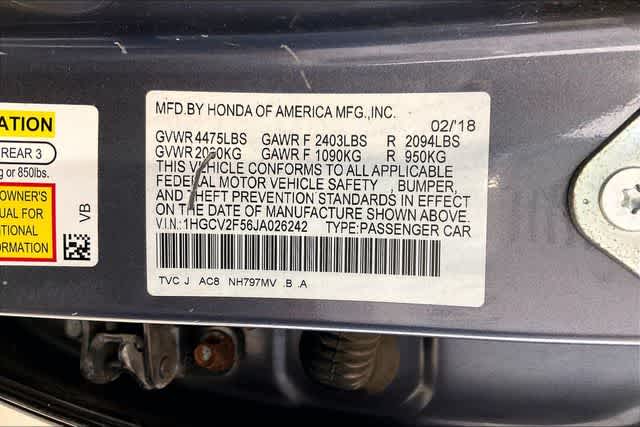 ATION
REAR 3
g or 850lbs.
OWNER'S
UAL FOR
ITIONAL
RMATION
VB
MFD.BY HONDA OF AMERICA MFG.,INC.
02/'18
GVWR 4475LBS GAWR F 2403LBS R 2094LBS
GVWR 2030KG GAWR F 1090KG R 950KG
THIS VEHICLE CONFORMS TO ALL APPLICABLE
FEDERAL MOTOR VEHICLE SAFETY , BUMPER,
AND THEFT PREVENTION STANDARDS IN EFFECT
ON THE DATE OF MANUFACTURE SHOWN ABOVE.
V.I.N.: 1HGCV2F56JA026242 TYPE:PASSENGER CAR
TVC J AC8 NH797MV .B .A